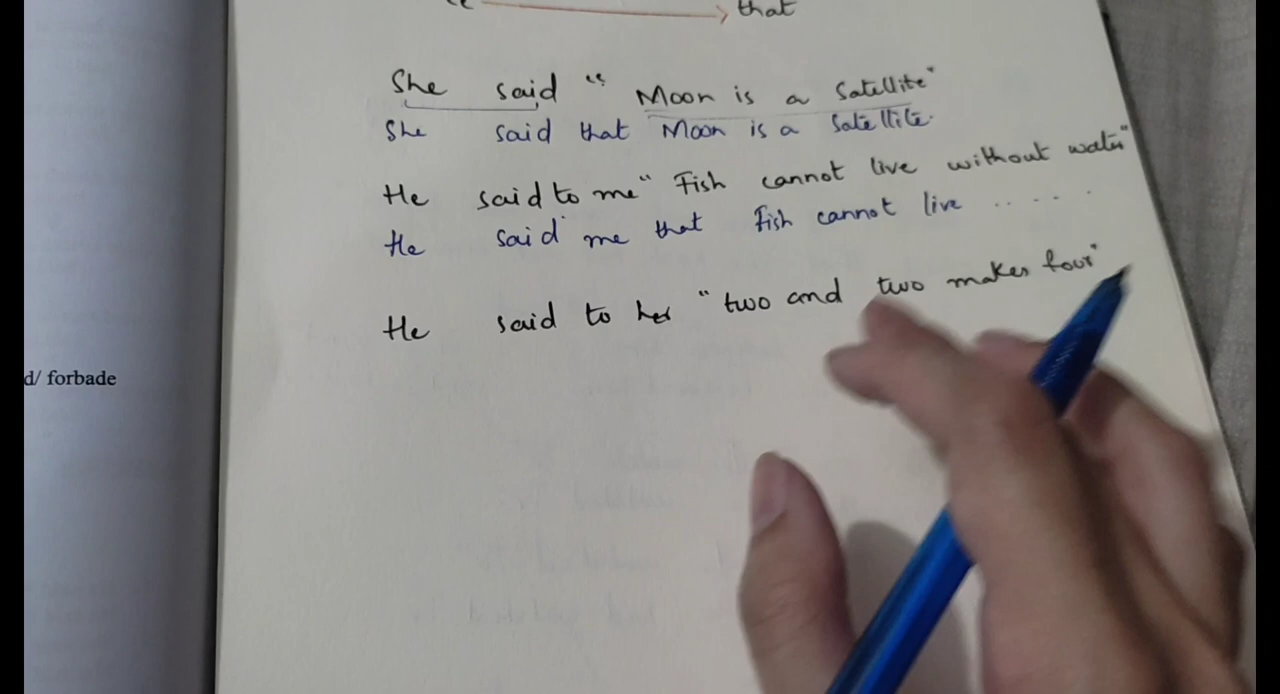 that
She said " Moon is a Satellite"
She said that Moon is a Satellite.
He said to me " Fish cannot live without water"
He said me that fish cannot live .....
He said to her " two and two makes four"
d/ forbade